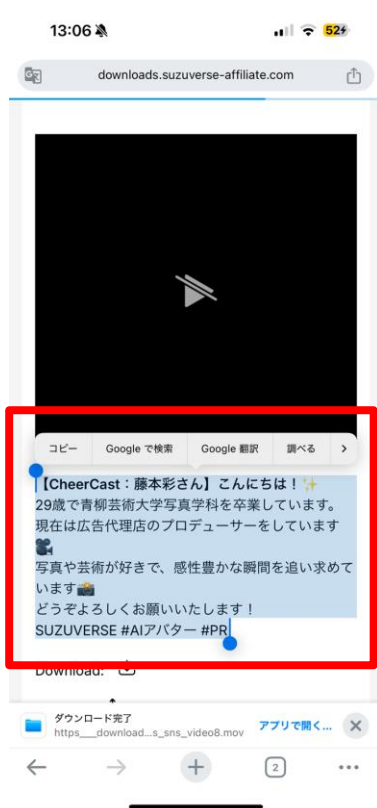 13:06
52
downloads.suzuverse-affiliate.com
コピー Google で検索 Google 翻訳 調べる
【CheerCast：藤本彩さん】こんにちは！✨
29歳で青柳芸術大学写真学科を卒業しています。
現在は広告代理店のプロデューサーをしています
🎥
写真や芸術が好きで、感性豊かな瞬間を追い求めて
います📸
どうぞよろしくお願いいたします！
SUZUVERSE #AIアバター #PR
Download:
ダウンロード完了
https___download...s_sns_video8.mov
アプリで開く...
2